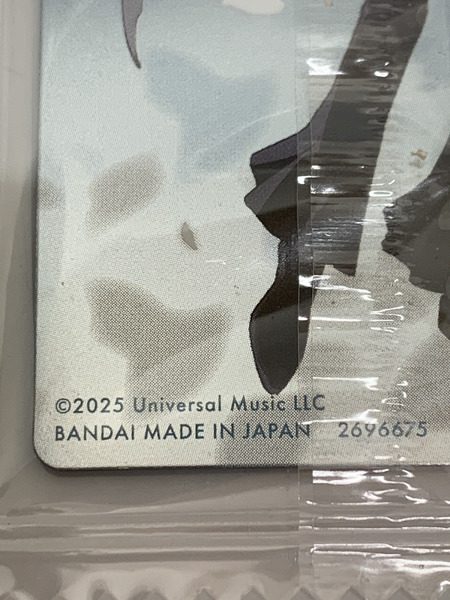 ©2025 Universal Music LLC
BANDAI MADE IN JAPAN 2696675